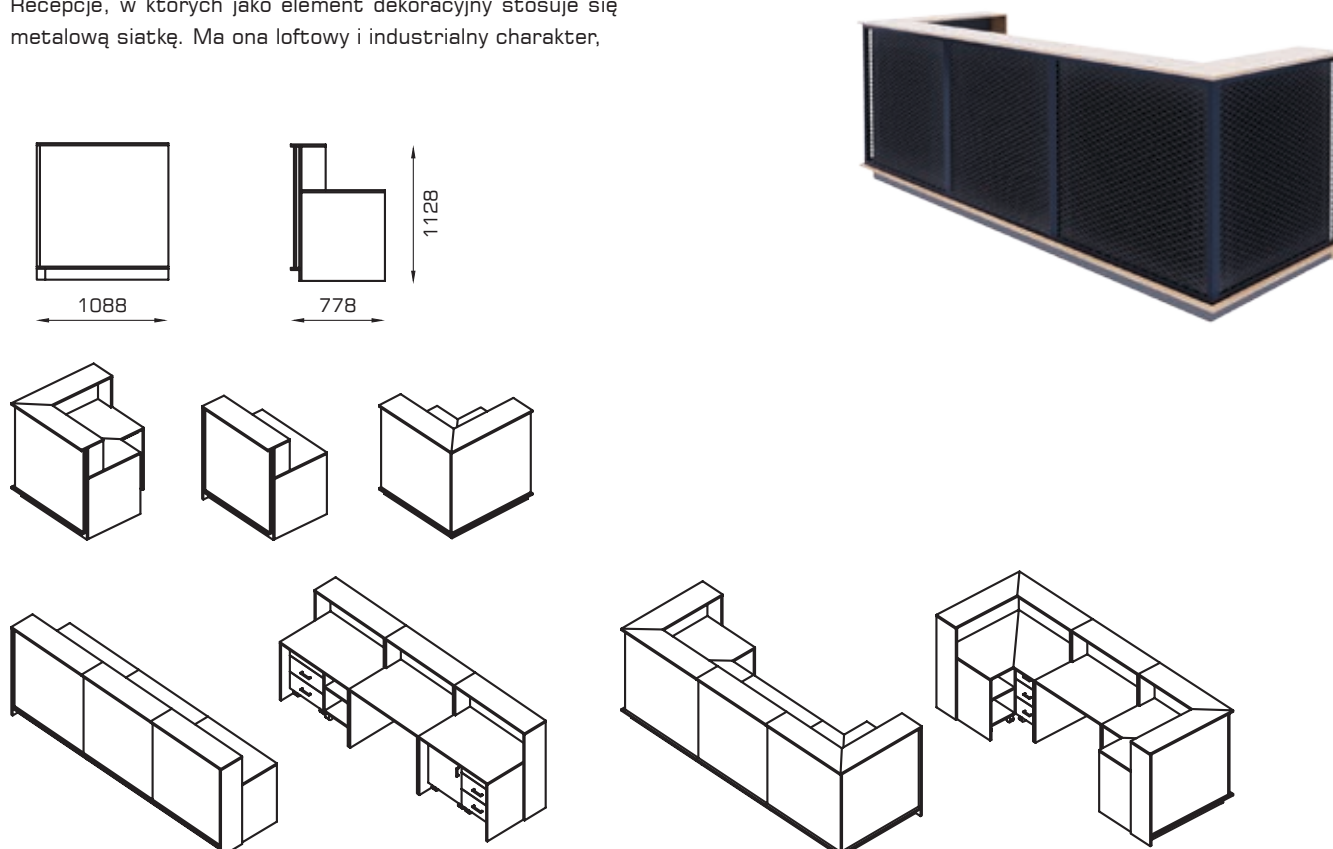 Recepcje, w których jako element dekoracyjny stosuje się
metalową siatkę. Ma ona loftowy i industrialny charakter,
1128
1088
778